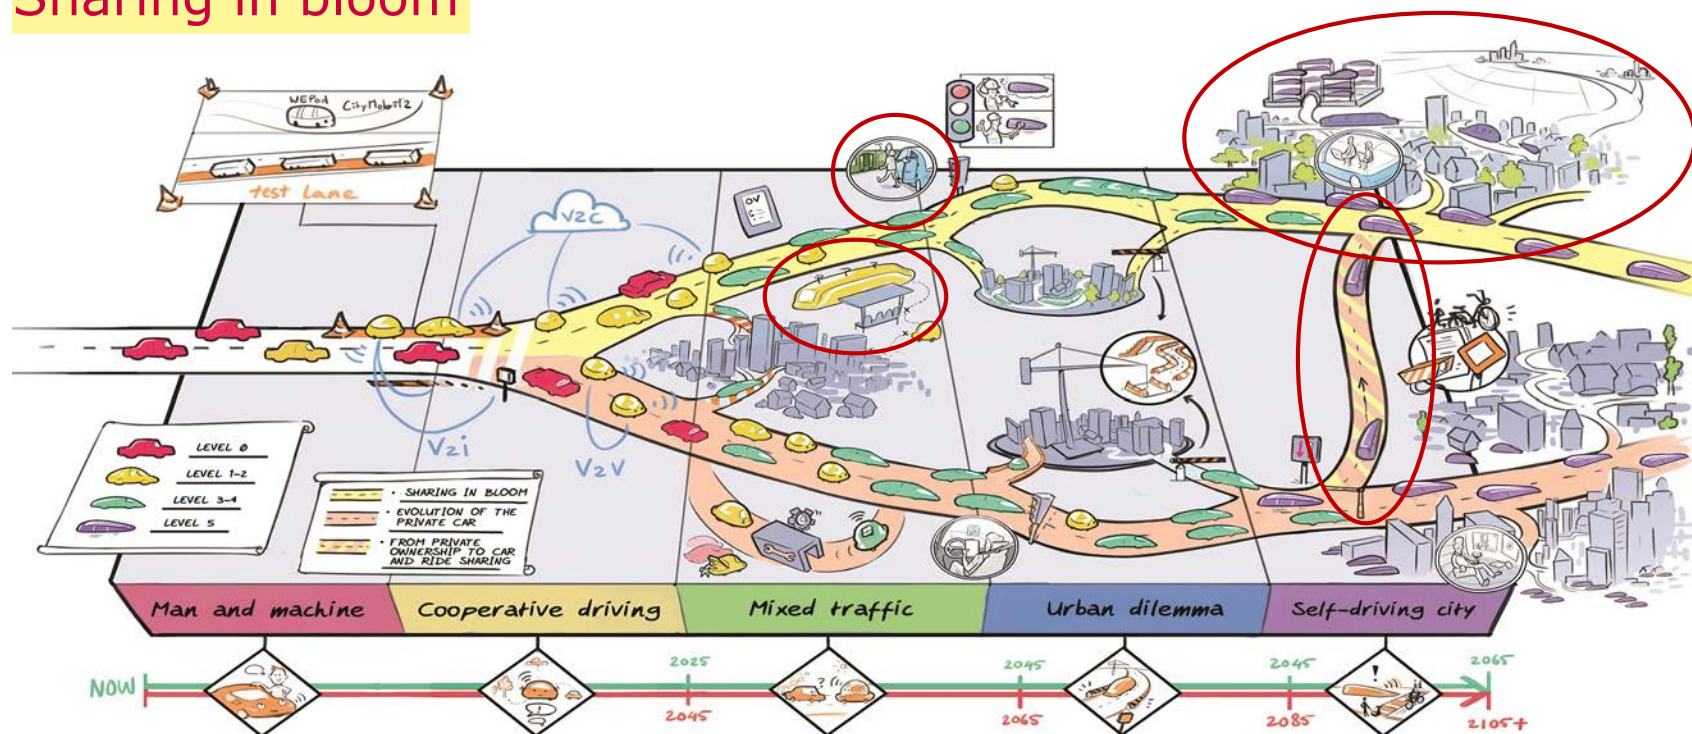 Sharing in bloom
WEPod
CityMobil2
test lane
V2C
OV
V2i
V2V
LEVEL 0
LEVEL 1-2
LEVEL 3-4
LEVEL 5
• SHARING IN BLOOM
• EVOLUTION OF THE
PRIVATE CAR
• FROM PRIVATE
OWNERSHIP TO CAR
AND RIDE SHARING
Man and machine
Cooperative driving
Mixed traffic
Urban dilemma
Self-driving city
NOW
2025
2045
2045
2065
2045
2065
2085
2105+